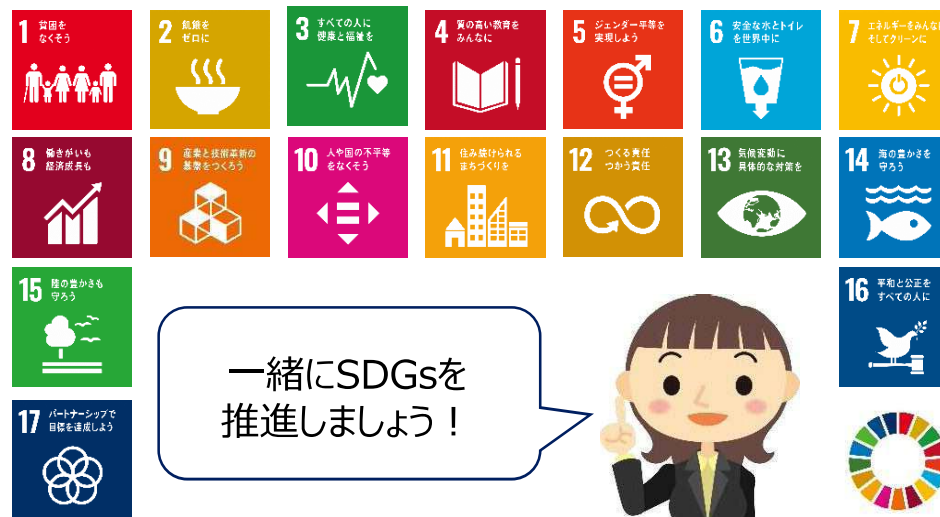 1 貧困を
なくそう
2 飢餓を
ゼロに
3 すべての人に
健康と福祉を
4 質の高い教育を
みんなに
5 ジェンダー平等を
実現しよう
6 安全な水とトイレ
を世界中に
7 エネルギーをみんな
そしてクリーンに
8 働きがいも
経済成長も
9 産業と技術革新の
基盤をつくろう
10 人や国の不平等
をなくそう
11 住み続けられる
まちづくりを
12 つくる責任
つかう責任
13 気候変動に
具体的な対策を
14 海の豊かさを
守ろう
15 陸の豊かさも
守ろう
16 平和と公正を
すべての人に
一緒にSDGsを
推進しましょう！
17 パートナーシップで
目標を達成しよう